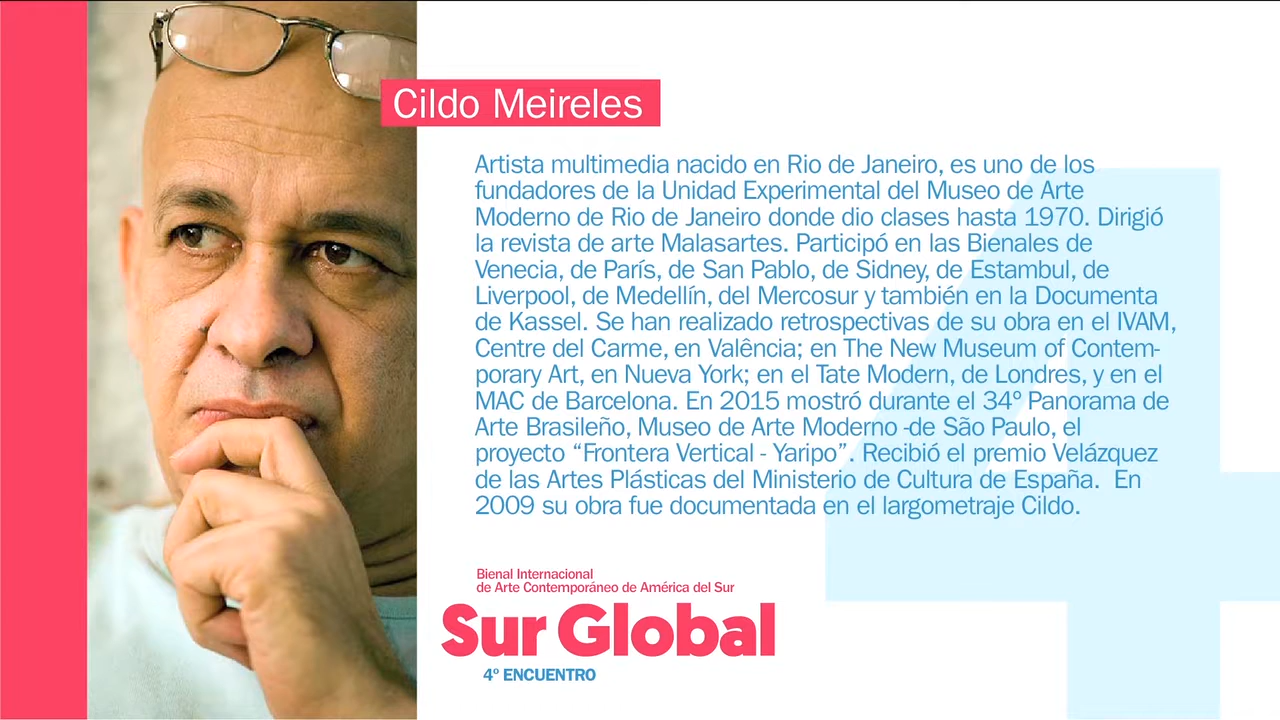 Cildo Meireles
Artista multimedia nacido en Rio de Janeiro, es uno de los
fundadores de la Unidad Experimental del Museo de Arte
Moderno de Rio de Janeiro donde dio clases hasta 1970. Dirigió
la revista de arte Malasartes. Participó en las Bienales de
Venecia, de París, de San Pablo, de Sidney, de Estambul, de
Liverpool, de Medellín, del Mercosur y también en la Documenta
de Kassel. Se han realizado retrospectivas de su obra en el IVAM,
Centre del Carme, en Valência; en The New Museum of Contem-
porary Art, en Nueva York; en el Tate Modern, de Londres, y en el
MAC de Barcelona. En 2015 mostró durante el 34º Panorama de
Arte Brasileño, Museo de Arte Moderno -de São Paulo, el
proyecto “Frontera Vertical - Yaripo”. Recibió el premio Velázquez
de las Artes Plásticas del Ministerio de Cultura de España.  En
2009 su obra fue documentada en el largometraje Cildo.
Bienal Internacional
de Arte Contemporáneo de América del Sur
Sur Global
4º ENCUENTRO
4